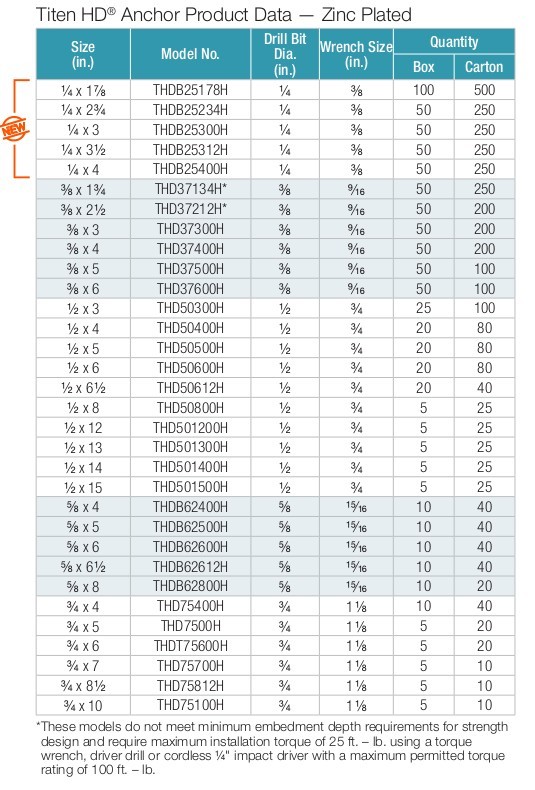 Titen HD® Anchor Product Data — Zinc Plated
Size (in.) Model No. Drill Bit Dia. (in.) Wrench Size (in.) Quantity
Box Carton
NEW
¼ x 1⅞ THDB25178H ¼ ⅜ 100 500
¼ x 2¾ THDB25234H ¼ ⅜ 50 250
¼ x 3 THDB25300H ¼ ⅜ 50 250
¼ x 3½ THDB25312H ¼ ⅜ 50 250
¼ x 4 THDB25400H ¼ ⅜ 50 250
⅜ x 1¾ THD37134H* ⅜ 9⁄16 50 250
⅜ x 2½ THD37212H* ⅜ 9⁄16 50 200
⅜ x 3 THD37300H ⅜ 9⁄16 50 200
⅜ x 4 THD37400H ⅜ 9⁄16 50 200
⅜ x 5 THD37500H ⅜ 9⁄16 50 100
⅜ x 6 THD37600H ⅜ 9⁄16 50 100
½ x 3 THD50300H ½ ¾ 25 100
½ x 4 THD50400H ½ ¾ 20 80
½ x 5 THD50500H ½ ¾ 20 80
½ x 6 THD50600H ½ ¾ 20 80
½ x 6½ THD50612H ½ ¾ 20 40
½ x 8 THD50800H ½ ¾ 5 25
½ x 12 THD501200H ½ ¾ 5 25
½ x 13 THD501300H ½ ¾ 5 25
½ x 14 THD501400H ½ ¾ 5 25
½ x 15 THD501500H ½ ¾ 5 25
⅝ x 4 THDB62400H ⅝ 15⁄16 10 40
⅝ x 5 THDB62500H ⅝ 15⁄16 10 40
⅝ x 6 THDB62600H ⅝ 15⁄16 10 40
⅝ x 6½ THDB62612H ⅝ 15⁄16 10 40
⅝ x 8 THDB62800H ⅝ 15⁄16 10 20
¾ x 4 THD75400H ¾ 1 ⅛ 10 40
¾ x 5 THD7500H ¾ 1 ⅛ 5 20
¾ x 6 THDT75600H ¾ 1 ⅛ 5 20
¾ x 7 THD75700H ¾ 1 ⅛ 5 10
¾ x 8½ THD75812H ¾ 1 ⅛ 5 10
¾ x 10 THD75100H ¾ 1 ⅛ 5 10
*These models do not meet minimum embedment depth requirements for strength
design and require maximum installation torque of 25 ft. – lb. using a torque
wrench, driver drill or cordless ¼" impact driver with a maximum permitted torque
rating of 100 ft. – lb.